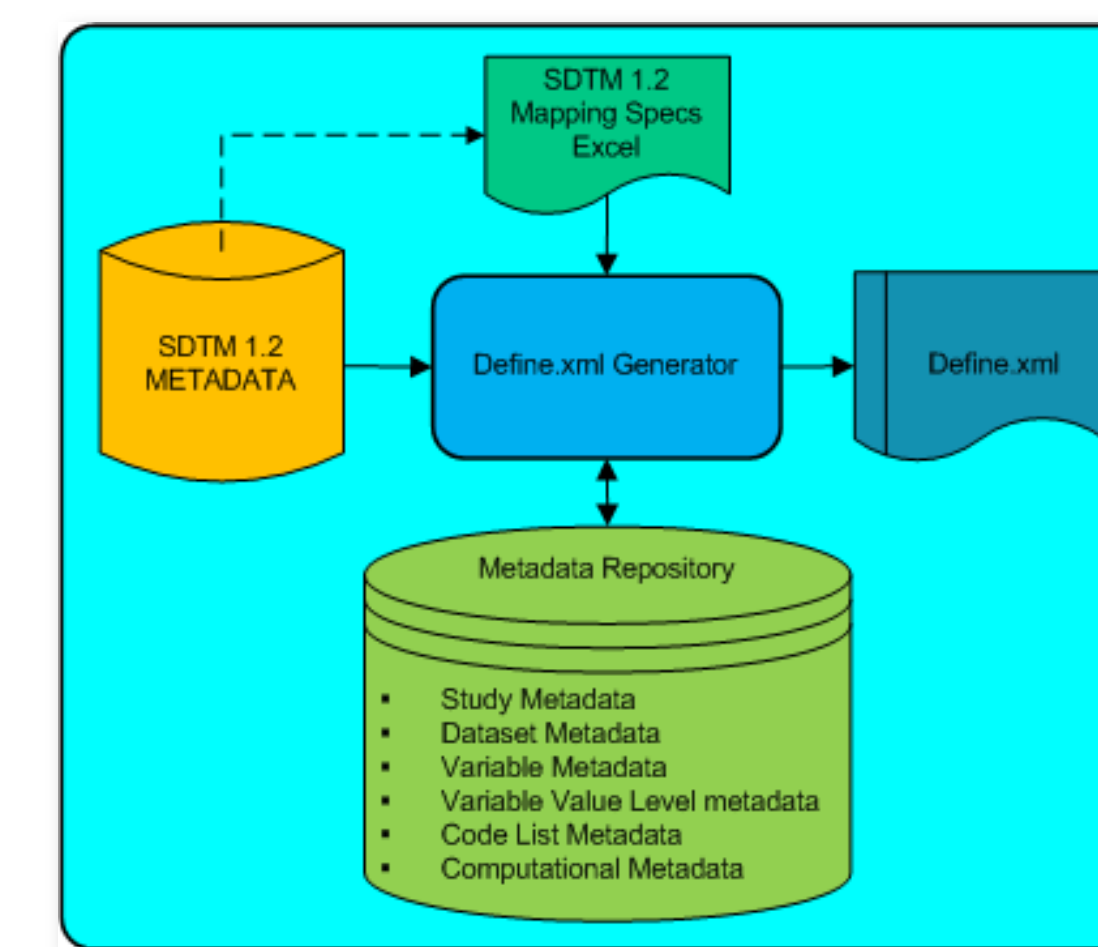 SDTM 1.2
Mapping Specs
Excel
SDTM 1.2
METADATA
Define.xml Generator
Define.xml
Metadata Repository
▪ Study Metadata
▪ Dataset Metadata
▪ Variable Metadata
▪ Variable Value Level metadata
▪ Code List Metadata
▪ Computational Metadata